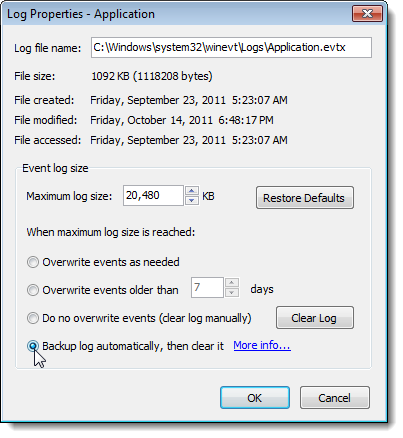 Log Properties - Application
Log file name: C:\Windows\system32\winevt\Logs\Application.evtx
File size: 1092 KB (1118208 bytes)
File created: Friday, September 23, 2011 5:23:07 AM
File modified: Friday, October 14, 2011 6:48:17 PM
File accessed: Friday, September 23, 2011 5:23:07 AM
Event log size
Maximum log size: 20,480 KB Restore Defaults
When maximum log size is reached:
Overwrite events as needed
Overwrite events older than 7 days
Do no overwrite events (clear log manually) Clear Log
Backup log automatically, then clear it More info...
OK Cancel